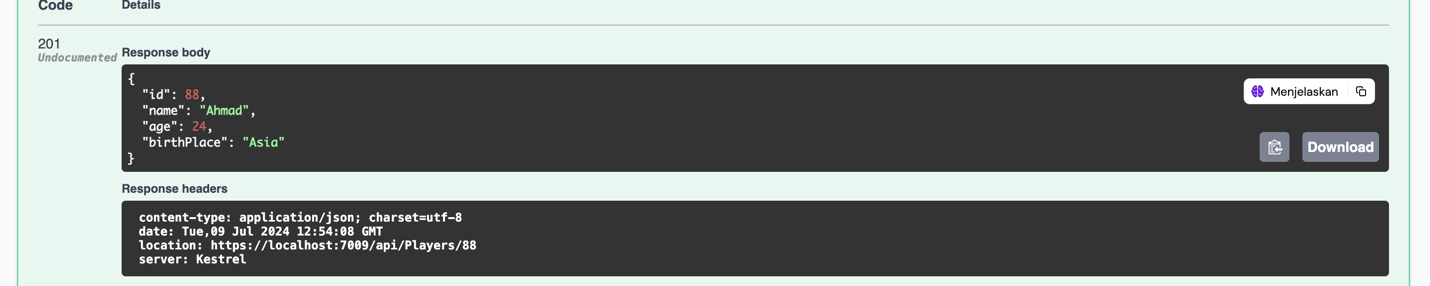 Code Details
201
Undocumented
Response body
{
  "id": 88,
  "name": "Ahmad",
  "age": 24,
  "birthPlace": "Asia"
}
Menjelaskan
Download
Response headers
content-type: application/json; charset=utf-8
date: Tue,09 Jul 2024 12:54:08 GMT
location: https://localhost:7009/api/Players/88
server: Kestrel